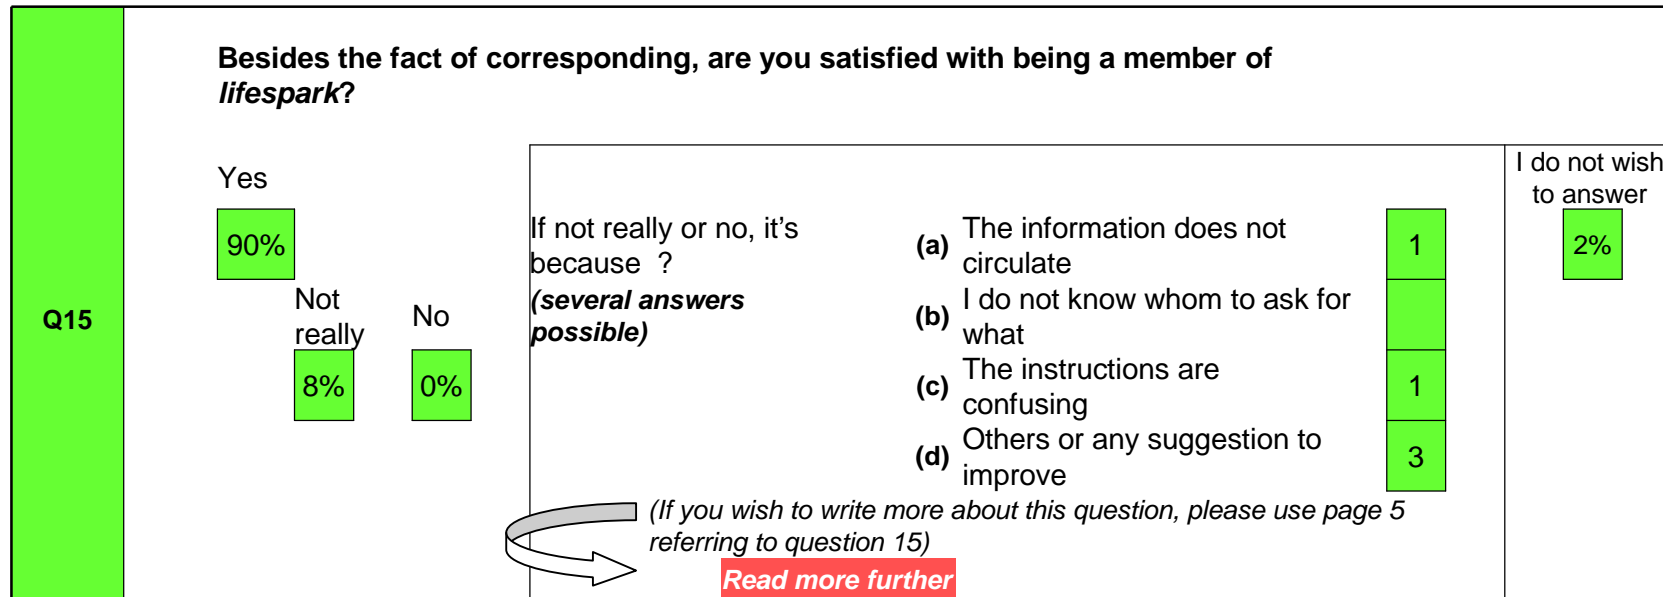 Besides the fact of corresponding, are you satisfied with being a member of
lifespark?
Q15
Yes
90%
Not
really
8%
No
0%
If not really or no, it's
because ?
(several answers
possible)
(a) The information does not
circulate
1
(b) I do not know whom to ask for
what
(c) The instructions are
confusing
1
(d) Others or any suggestion to
improve
3
(If you wish to write more about this question, please use page 5
referring to question 15)
Read more further
I do not wish
to answer
2%